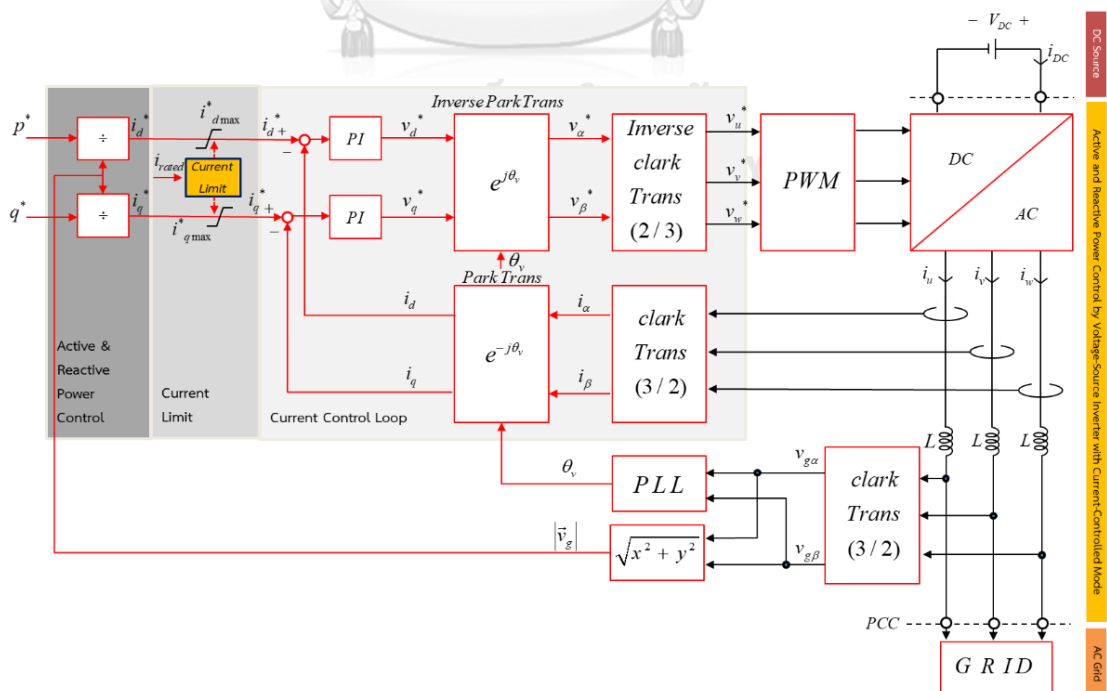 − V_DC +
i_DC
DC Source
Inverse Park Trans
p*
÷
i_d*
i*_d max
i_d*
+
−
PI
v_d*
e^{jθ_v}
v_α*
Inverse
clark
Trans
(2 / 3)
v_u*
v_v*
v_w*
PWM
DC
AC
i_rated
Current
Limit
q*
÷
i_q*
i*_q max
i_q*
+
−
PI
v_q*
v_β*
θ_v
Park Trans
i_u
i_v
i_w
i_d
i_q
e^{−jθ_v}
i_α
i_β
clark
Trans
(3 / 2)
Active &
Reactive
Power
Control
Current
Limit
Current Control Loop
L
L
L
θ_v
PLL
v_gα
v_gβ
clark
Trans
(3 / 2)
|v⃗_g|
√x² + y²
PCC
GRID
Active and Reactive Power Control by Voltage-Source Inverter with Current-Controlled Mode
AC Grid